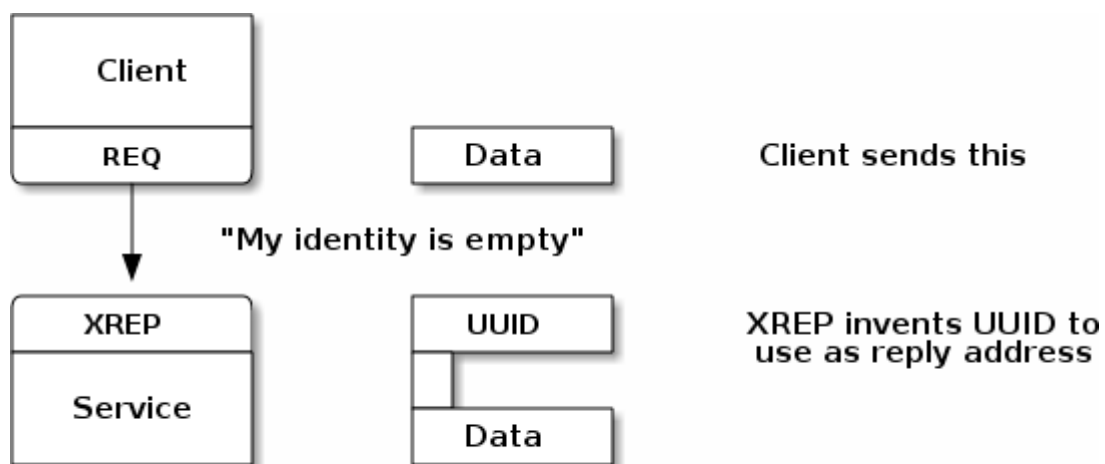 Client
REQ
Data
Client sends this
"My identity is empty"
XREP
UUID
XREP invents UUID to
use as reply address
Service
Data